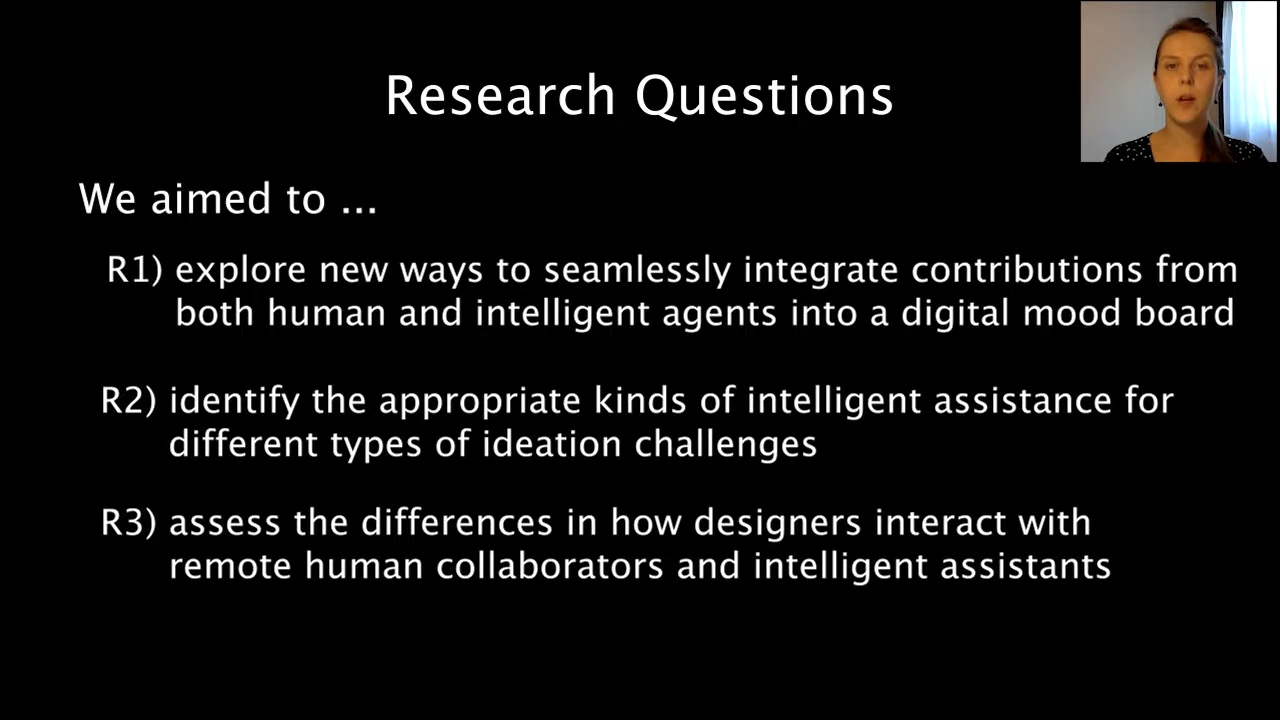 Research Questions
We aimed to ...
R1) explore new ways to seamlessly integrate contributions from
both human and intelligent agents into a digital mood board
R2) identify the appropriate kinds of intelligent assistance for
different types of ideation challenges
R3) assess the differences in how designers interact with
remote human collaborators and intelligent assistants